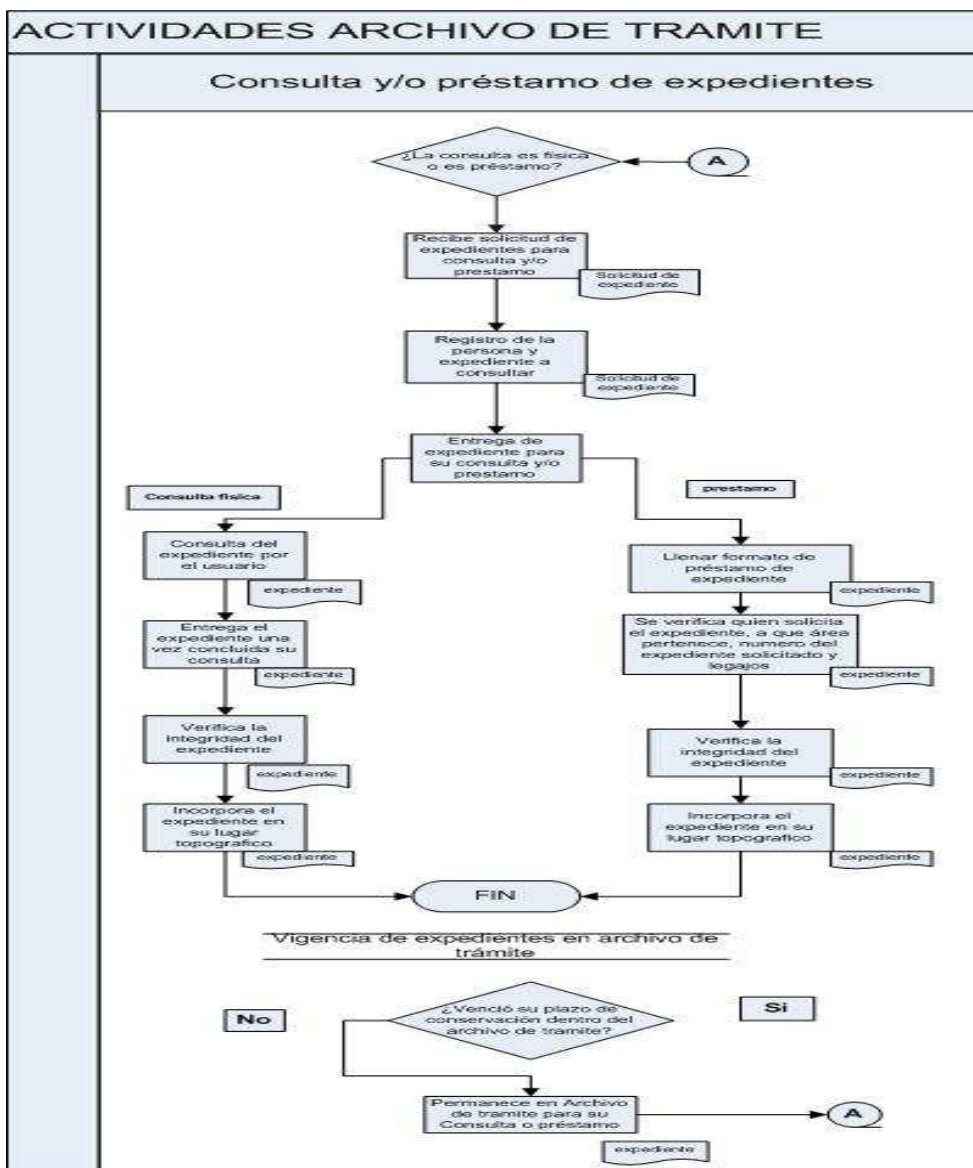 ACTIVIDADES ARCHIVO DE TRAMITE
Consulta y/o préstamo de expedientes
¿La consulta es física
o es préstamo?
A
Recibe solicitud de
expedientes para
consulta y/o
prestamo
Solicitud de
expediente
Registro de la
persona y
expediente a
consultar
Solicitud de
expediente
Entrega de
expediente para
su consulta y/o
prestamo
Consulta fisica
Consulta del
expediente por
el usuario
expediente
Entrega el
expediente una
vez concluida su
consulta
expediente
Verifica la
integridad del
expediente
expediente
Incorpora el
expediente en
su lugar
topografico
expediente
prestamo
Llenar formato de
préstamo de
expediente
expediente
Se verifica quien solicita
el expediente, a que área
pertenece, numero del
expediente solicitado y
legajos
expediente
Verifica la
integridad del
expediente
expediente
Incorpora el
expediente en su
lugar topografico
expediente
FIN
Vigencia de expedientes en archivo de
trámite
¿Venció su plazo de
conservación dentro del
archivo de tramite?
No
Si
Permanece en Archivo
de tramite para su
Consulta o préstamo
expediente
A